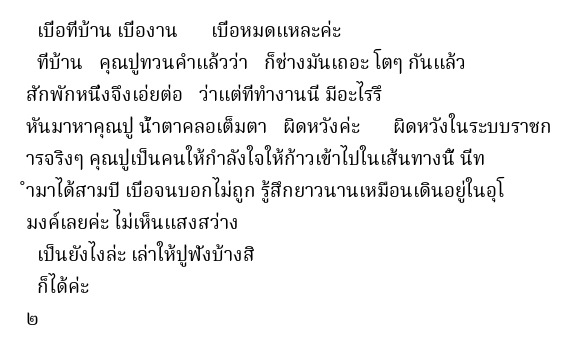 เบื่อที่บ้าน เบื่องาน เบื่อหมดแหละค่ะ
ที่บ้าน คุณปู่ทวนคำแล้วว่า ก็ช่างมันเถอะ โตๆ กันแล้ว
สักพักหนึ่งจึงเอ่ยต่อ ว่าแต่ที่ทำงานนี่ มีอะไรรึ
หันมาหาคุณปู่ น้ำตาคลอเต็มตา ผิดหวังค่ะ ผิดหวังในระบบราชก
ารจริงๆ คุณปู่เป็นคนให้กำลังใจให้ก้าวเข้าไปในเส้นทางนี้ นี่ท
ำมาได้สามปี เบื่อจนบอกไม่ถูก รู้สึกยาวนานเหมือนเดินอยู่ในอุโ
มงค์เลยค่ะ ไม่เห็นแสงสว่าง
เป็นยังไงล่ะ เล่าให้ปู่ฟังบ้างสิ
ก็ได้ค่ะ
๒